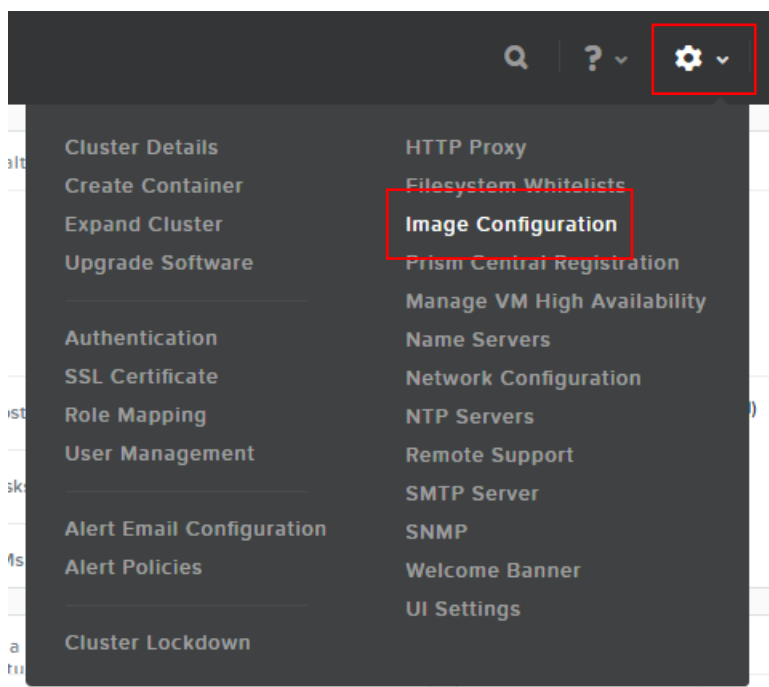 ?
Cluster Details
Create Container
Expand Cluster
Upgrade Software
Authentication
SSL Certificate
Role Mapping
User Management
Alert Email Configuration
Alert Policies
Cluster Lockdown
HTTP Proxy
Filesystem Whitelists
Image Configuration
Prism Central Registration
Manage VM High Availability
Name Servers
Network Configuration
NTP Servers
Remote Support
SMTP Server
SNMP
Welcome Banner
UI Settings